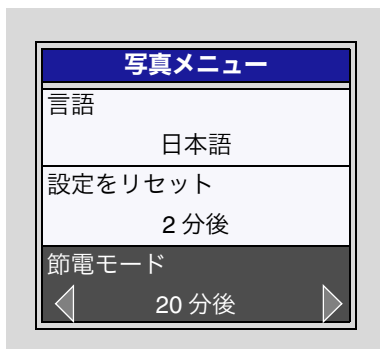 写真メニュー
言語
日本語
設定をリセット
2 分後
節電モード
20 分後